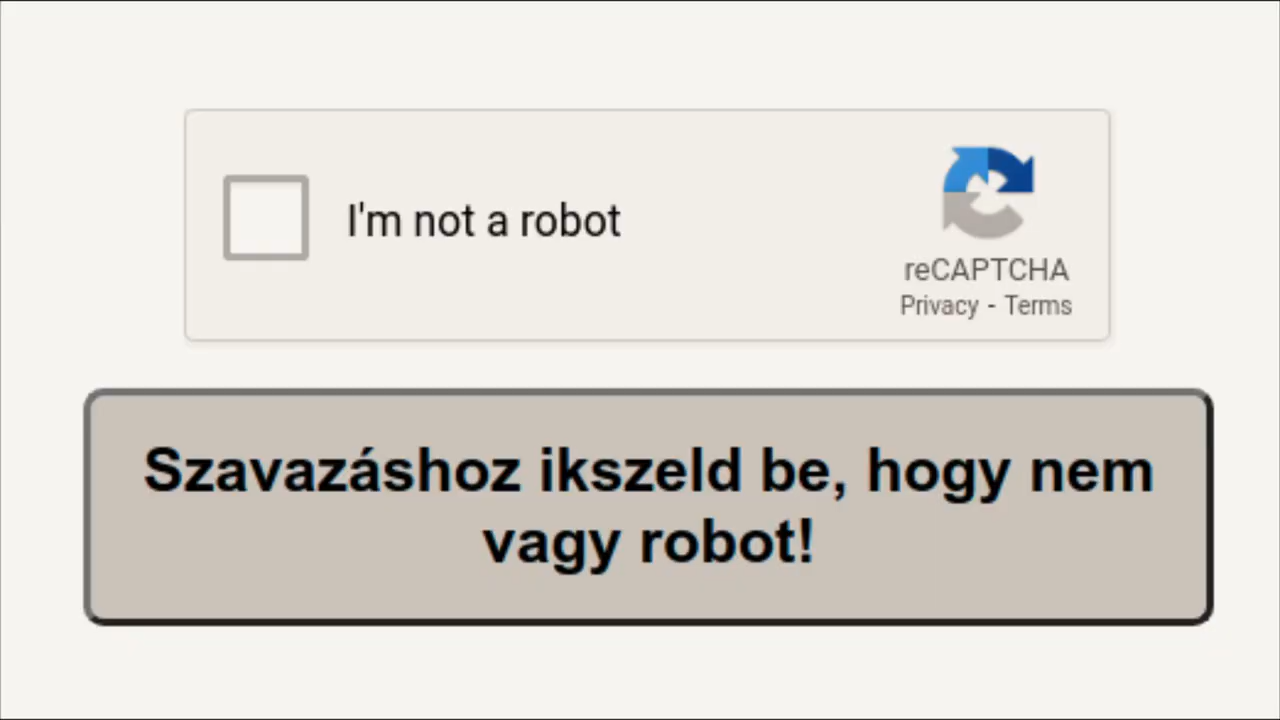 I'm not a robot
reCAPTCHA
Privacy - Terms
Szavazáshoz ikszeld be, hogy nem
vagy robot!